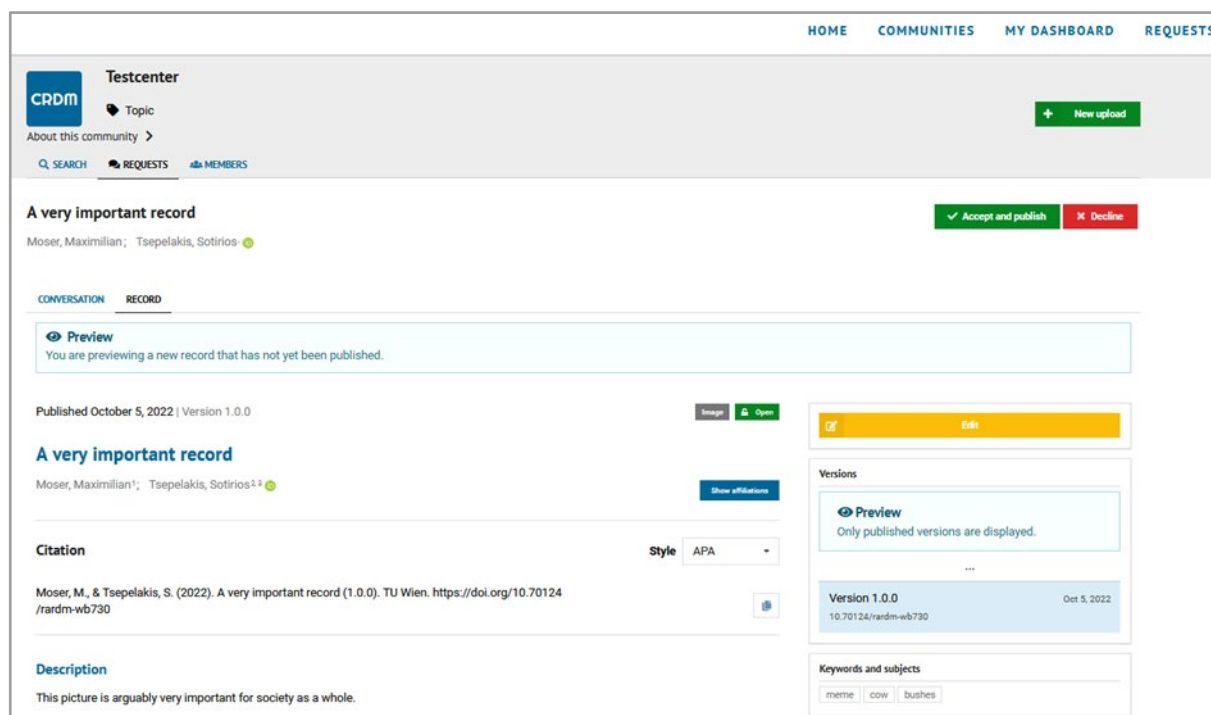 HOME COMMUNITIES MY DASHBOARD REQUESTS
CRDM
Testcenter
Topic
About this community
New upload
SEARCH REQUESTS MEMBERS
A very important record
Accept and publish Decline
Moser, Maximilian; Tsepelakis, Sotirios
CONVERSATION RECORD
Preview
You are previewing a new record that has not yet been published.
Published October 5, 2022 | Version 1.0.0
Image Open
A very important record
Moser, Maximilian¹; Tsepelakis, Sotirios² ³
Show affiliations
Citation
Style APA
Moser, M., & Tsepelakis, S. (2022). A very important record (1.0.0). TU Wien. https://doi.org/10.70124
/rardm-wb730
Description
This picture is arguably very important for society as a whole.
Edit
Versions
Preview
Only published versions are displayed.
...
Version 1.0.0 Oct 5, 2022
10.70124/rardm-wb730
Keywords and subjects
meme cow bushes